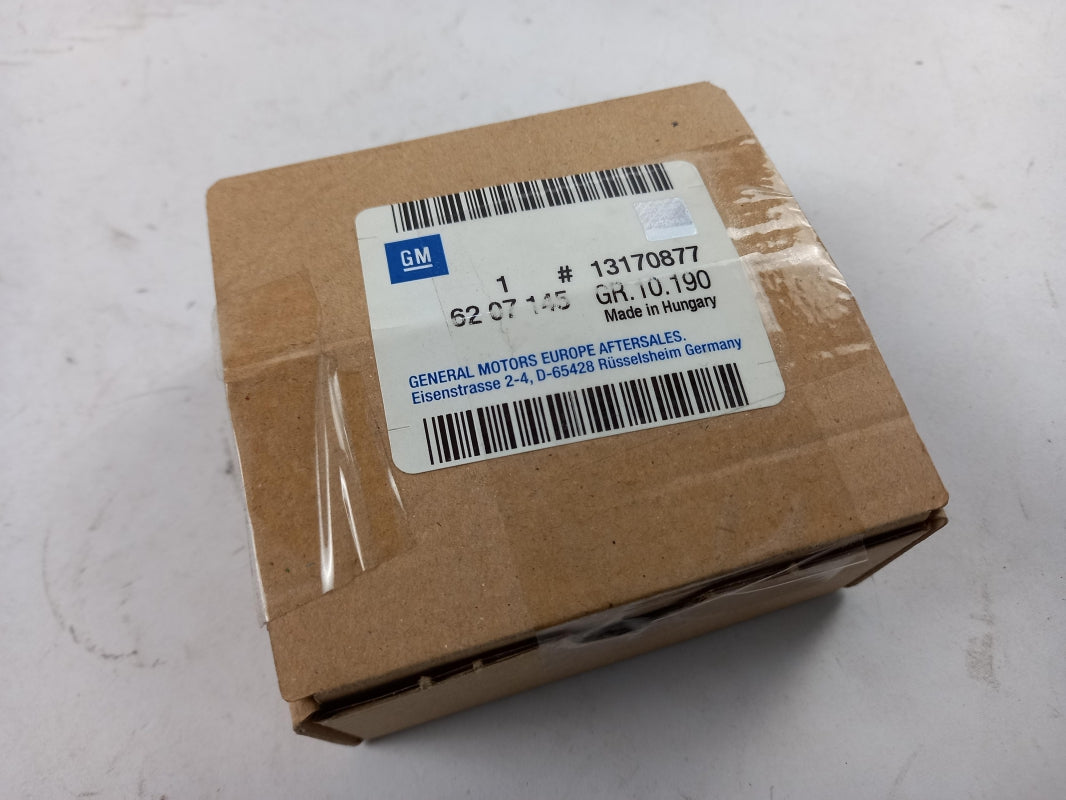 GM
1 # 13170877
62 07 145 GR.10.190
Made in Hungary
GENERAL MOTORS EUROPE AFTERSALES.
Eisenstrasse 2-4, D-65428 Rüsselsheim Germany